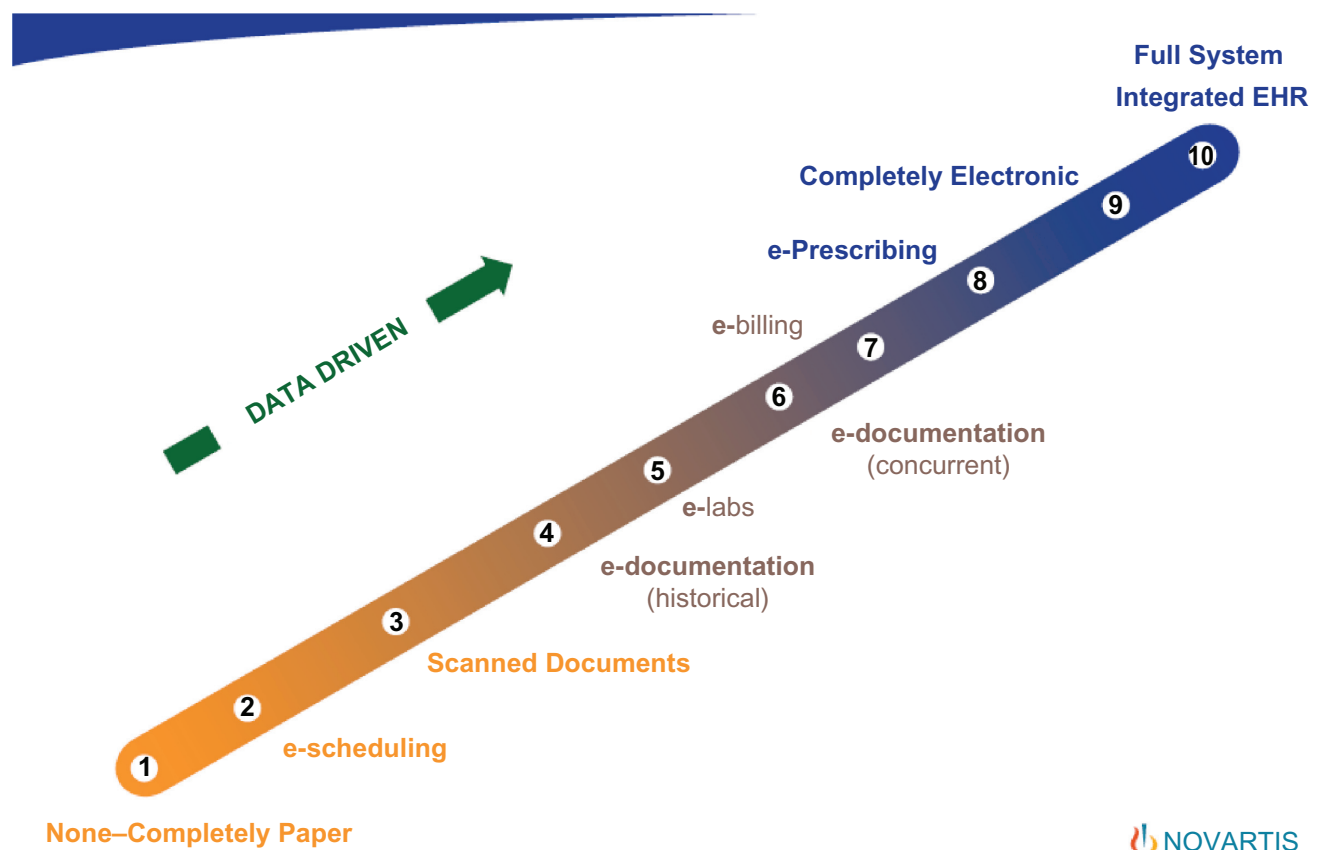 Full System
Integrated EHR
10
Completely Electronic
9
e-Prescribing
8
e-billing
7
DATA DRIVEN
6
e-documentation
(concurrent)
5
e-labs
4
e-documentation
(historical)
3
Scanned Documents
2
e-scheduling
1
None–Completely Paper
NOVARTIS